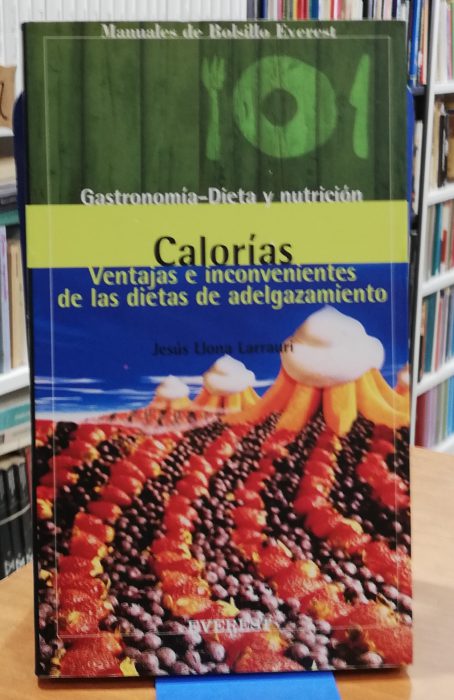 Manuales de Bolsillo Everest
Gastronomía-Dieta y nutrición
Calorías
Ventajas e inconvenientes
de las dietas de adelgazamiento
Jesús Llona Larrauri
EVEREST